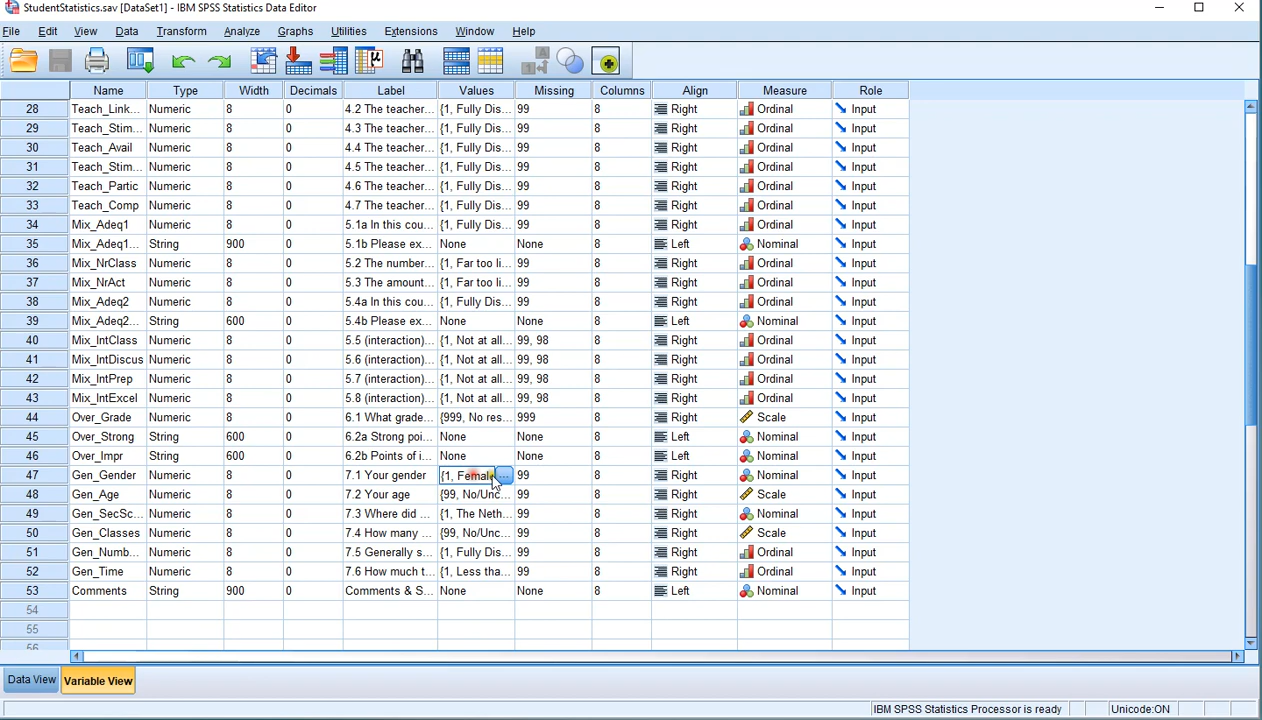 StudentStatistics.sav [DataSet1] - IBM SPSS Statistics Data Editor
File Edit View Data Transform Analyze Graphs Utilities Extensions Window Help
Name Type Width Decimals Label Values Missing Columns Align Measure Role
28 Teach_Link... Numeric 8 0 4.2 The teacher... {1, Fully Dis... 99 8 Right Ordinal Input
29 Teach_Stim... Numeric 8 0 4.3 The teacher... {1, Fully Dis... 99 8 Right Ordinal Input
30 Teach_Avail Numeric 8 0 4.4 The teacher... {1, Fully Dis... 99 8 Right Ordinal Input
31 Teach_Stim... Numeric 8 0 4.5 The teacher... {1, Fully Dis... 99 8 Right Ordinal Input
32 Teach_Partic Numeric 8 0 4.6 The teacher... {1, Fully Dis... 99 8 Right Ordinal Input
33 Teach_Comp Numeric 8 0 4.7 The teacher... {1, Fully Dis... 99 8 Right Ordinal Input
34 Mix_Adeq1 Numeric 8 0 5.1a In this cou... {1, Fully Dis... 99 8 Right Ordinal Input
35 Mix_Adeq1... String 900 0 5.1b Please ex... None None 8 Left Nominal Input
36 Mix_NrClass Numeric 8 0 5.2 The number... {1, Far too li... 99 8 Right Ordinal Input
37 Mix_NrAct Numeric 8 0 5.3 The amount... {1, Far too li... 99 8 Right Ordinal Input
38 Mix_Adeq2 Numeric 8 0 5.4a In this cou... {1, Fully Dis... 99 8 Right Ordinal Input
39 Mix_Adeq2... String 600 0 5.4b Please ex... None None 8 Left Nominal Input
40 Mix_IntClass Numeric 8 0 5.5 (interaction)... {1, Not at all... 99, 98 8 Right Ordinal Input
41 Mix_IntDiscus Numeric 8 0 5.6 (interaction)... {1, Not at all... 99, 98 8 Right Ordinal Input
42 Mix_IntPrep Numeric 8 0 5.7 (interaction)... {1, Not at all... 99, 98 8 Right Ordinal Input
43 Mix_IntExcel Numeric 8 0 5.8 (interaction)... {1, Not at all... 99, 98 8 Right Ordinal Input
44 Over_Grade Numeric 8 0 6.1 What grade... {999, No res... 999 8 Right Scale Input
45 Over_Strong String 600 0 6.2a Strong poi... None None 8 Left Nominal Input
46 Over_Impr String 600 0 6.2b Points of i... None None 8 Left Nominal Input
47 Gen_Gender Numeric 8 0 7.1 Your gender {1, Female ... 99 8 Right Nominal Input
48 Gen_Age Numeric 8 0 7.2 Your age {99, No/Unc... 99 8 Right Scale Input
49 Gen_SecSc... Numeric 8 0 7.3 Where did ... {1, The Neth... 99 8 Right Nominal Input
50 Gen_Classes Numeric 8 0 7.4 How many ... {99, No/Unc... 99 8 Right Scale Input
51 Gen_Numb... Numeric 8 0 7.5 Generally s... {1, Fully Dis... 99 8 Right Ordinal Input
52 Gen_Time Numeric 8 0 7.6 How much t... {1, Less tha... 99 8 Right Ordinal Input
53 Comments String 900 0 Comments & S... None None 8 Left Nominal Input
54
55
56
Data View Variable View
IBM SPSS Statistics Processor is ready Unicode:ON